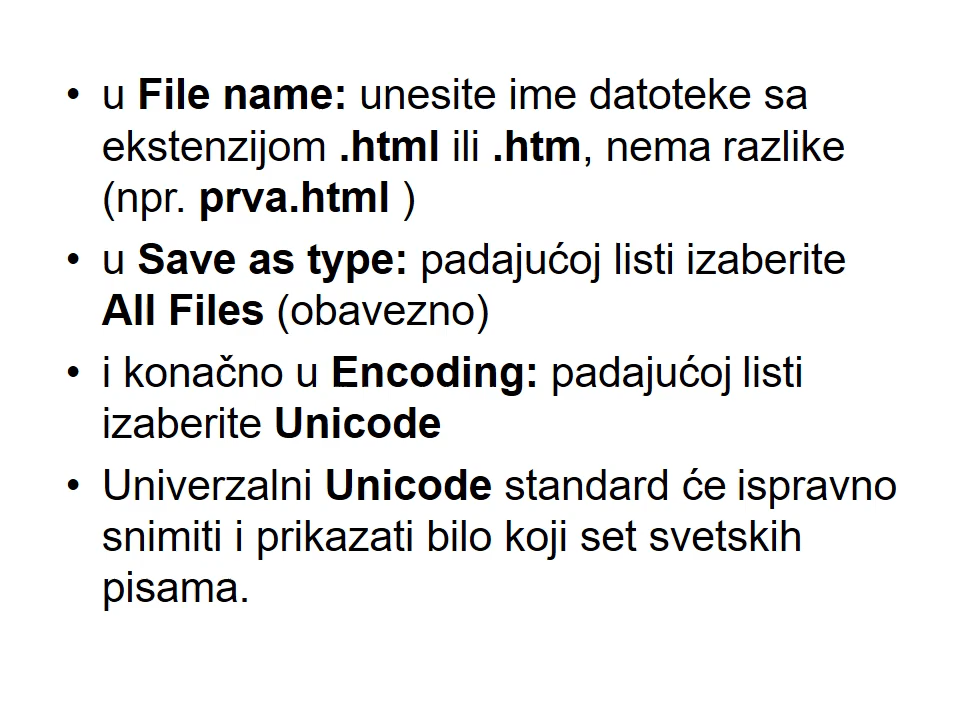 • u File name: unesite ime datoteke sa
ekstenzijom .html ili .htm, nema razlike
(npr. prva.html )
• u Save as type: padajućoj listi izaberite
All Files (obavezno)
• i konačno u Encoding: padajućoj listi
izaberite Unicode
• Univerzalni Unicode standard će ispravno
snimiti i prikazati bilo koji set svetskih
pisama.